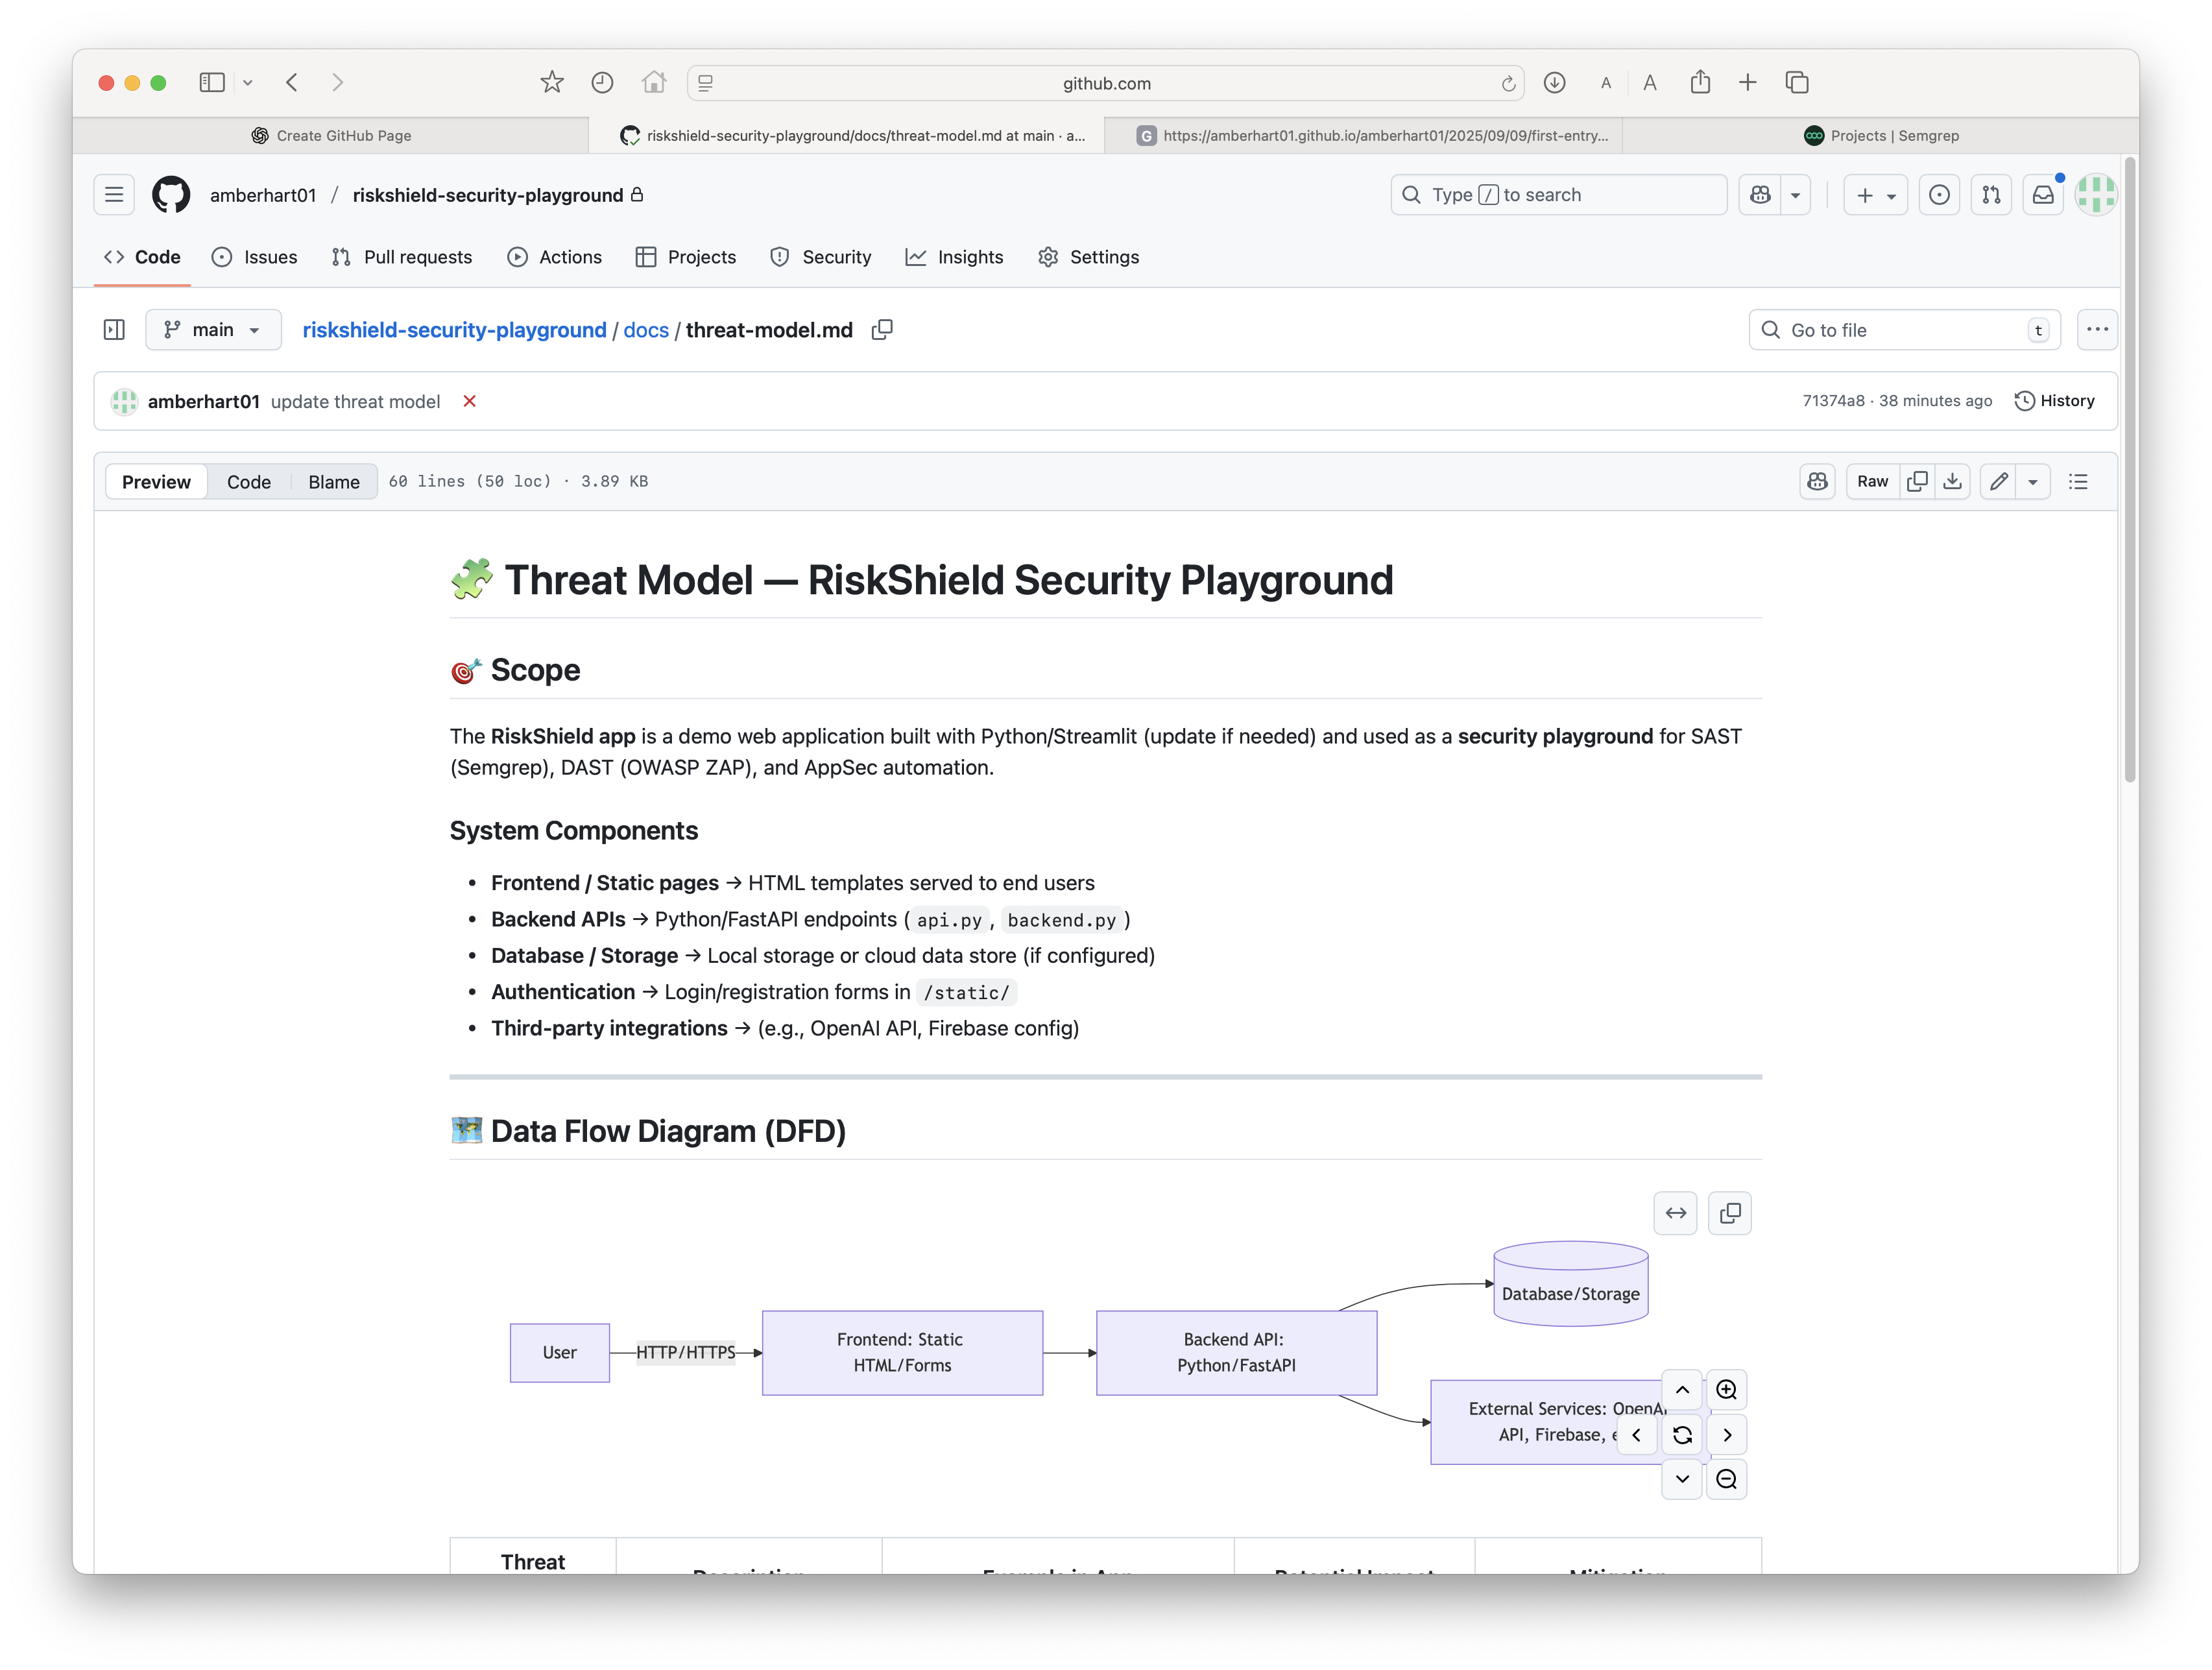 github.com
A
A
Create GitHub Page
riskshield-security-playground/docs/threat-model.md at main · a...
G
https://amberhart01.github.io/amberhart01/2025/09/09/first-entry...
Projects | Semgrep
amberhart01 / riskshield-security-playground
Type / to search
Code
Issues
Pull requests
Actions
Projects
Security
Insights
Settings
main
riskshield-security-playground / docs / threat-model.md
Go to file
t
amberhart01 update threat model
71374a8 · 38 minutes ago
History
Preview
Code
Blame
60 lines (50 loc) · 3.89 KB
Raw
🧩 Threat Model — RiskShield Security Playground
🎯 Scope
The RiskShield app is a demo web application built with Python/Streamlit (update if needed) and used as a security playground for SAST
(Semgrep), DAST (OWASP ZAP), and AppSec automation.
System Components
• Frontend / Static pages → HTML templates served to end users
• Backend APIs → Python/FastAPI endpoints ( api.py , backend.py )
• Database / Storage → Local storage or cloud data store (if configured)
• Authentication → Login/registration forms in /static/
• Third-party integrations → (e.g., OpenAI API, Firebase config)
🗺️ Data Flow Diagram (DFD)
User
HTTP/HTTPS
Frontend: Static
HTML/Forms
Backend API:
Python/FastAPI
Database/Storage
External Services: OpenAI
API, Firebase,
Threat
Description
Example in App
Potential Impact
Mitigation